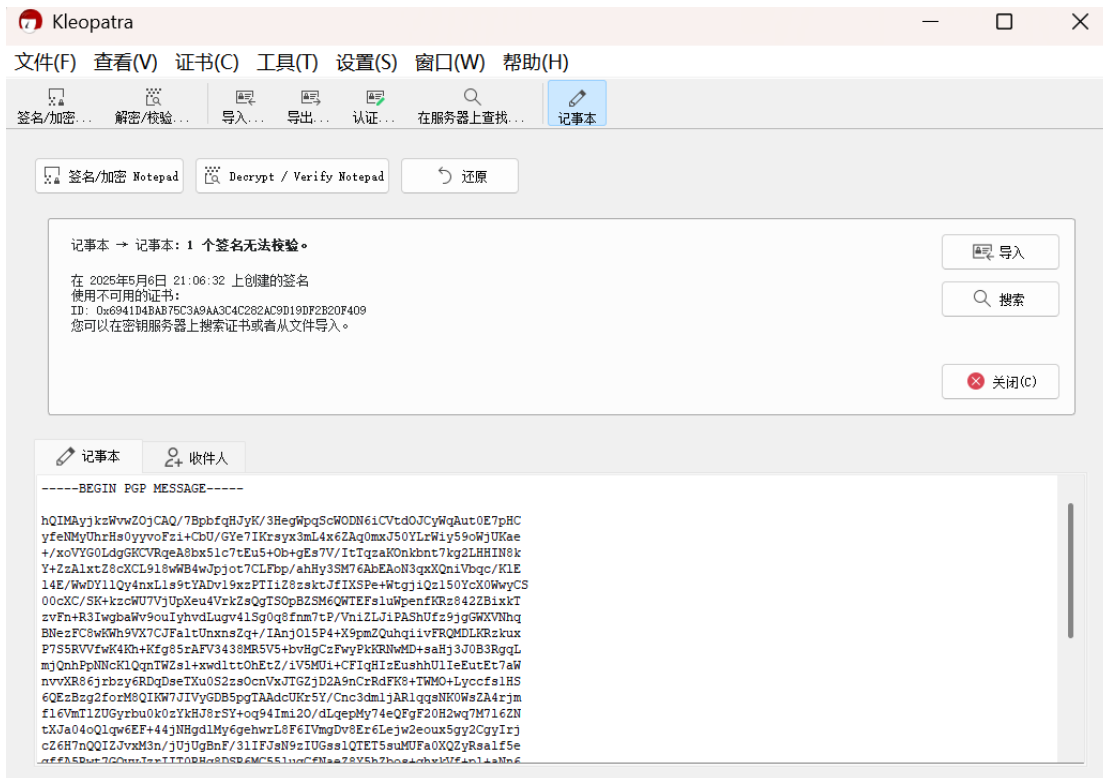 Kleopatra
文件(F) 查看(V) 证书(C) 工具(T) 设置(S) 窗口(W) 帮助(H)
签名/加密... 解密/校验... 导入... 导出... 认证... 在服务器上查找... 记事本
签名/加密 Notepad Decrypt / Verify Notepad 还原
记事本 → 记事本: 1 个签名无法校验。
导入
在 2025年5月6日 21:06:32 上创建的签名
使用不可用的证书:
ID: 0x6941D4BAB75C3A9AA3C4C282AC9D19DF2B20F409
您可以在密钥服务器上搜索证书或者从文件导入。
搜索
关闭(C)
记事本 收件人
-----BEGIN PGP MESSAGE-----
hQIMAyjkzWvwZOjCAQ/7BpbfqHJyK/3HegWpqScWODN6iCVtdOJCyWqAut0E7pHC
yfeNMyUhrHs0yyvoFzi+CbU/GYe7IKrsyx3mL4x6ZAq0mxJ50YLrWiy59oWjUKae
+/xoVYG0LdgGKCVRqeA8bx5lc7tEu5+Ob+gEs7V/ItTqzaKOnkbnt7kg2LHHIN8k
Y+ZzAlxtZ8cXCL9l8wWB4wJpjot7CLFbp/ahHy3SM76AbEAoN3qxXQniVbqc/KlE
l4E/WwDYllQy4nxLls9tYADvl9xzPTIiZ8zsktJfIXSPe+WtgjiQzl50YcX0WwyCS
00cXC/SK+kzcWU7VjUpXeu4VrkZsQgTSOpBZSM6QWTEFsluWpenfKRz842ZBixkT
zvFn+R3IwgbaWv9ouIyhvdLugv4lSg0q8fnm7tP/VniZLJiPAShUfz9jgGWXVNhq
BNezFC8wKWh9VX7CJFaltUnxnsZq+/IAnjOl5P4+X9pmZQuhqiivFRQMDLKRzkux
P7S5RVVfwK4Kh+Kfg85rAFV3438MR5V5+bvHgCzFwyPkKRNwMD+saHj3J0B3RgqL
mjQnhPpNNcKlQqnTWZsl+xwdlttOhEtZ/iV5MUi+CFIqHIzEushhUlIeEutEt7aW
nvvXR86jrbzy6RDqDseTXu0S2zsOcnVxJTGZjD2A9nCrRdFK8+TWMO+LyccfslHS
6QEzBzg2forM8QIKW7JIVyGDB5pgTAAdcUKr5Y/Cnc3dmljARlqqsNK0WsZA4rjm
fl6VmTlZUGyrbu0k0zYkHJ8rSY+oq94Imi2O/dLqepMy74eQFgF20H2wq7M7l6ZN
tXJa04oQlqw6EF+44jNHgdlMy6gehwrL8F6IVmgDv8Er6Lejw2eoux5gy2CgyIrj
cZ6H7nQQIZJvxM3n/jUjUgBnF/3lIFJsN9zIUGsslQTET5suMUFa0XQZyRsalf5e